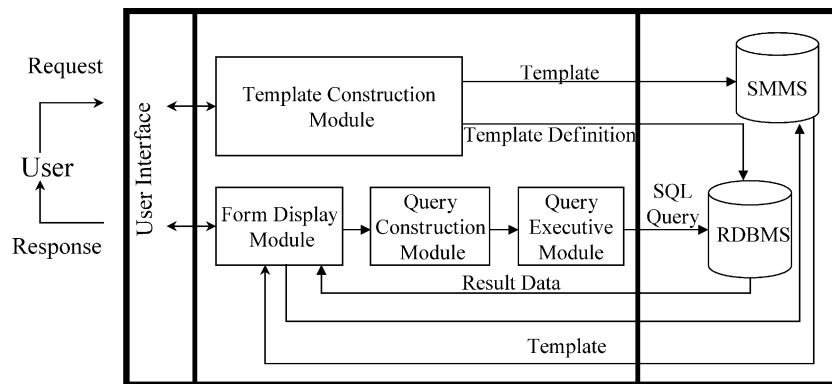 Request
User
Response
User Interface
Template Construction
Module
Template
Template Definition
SMMS
Form Display
Module
Query
Construction
Module
Query
Executive
Module
SQL
Query
RDBMS
Result Data
Template